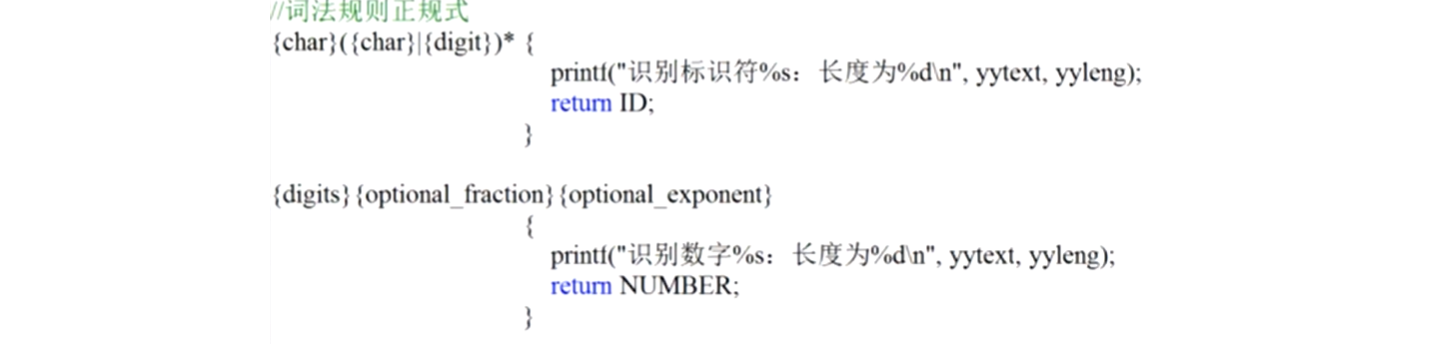 //词法规则正规式
{char}({char}|{digit})* {
printf("识别标识符%s：长度为%d\n", yytext, yyleng);
return ID;
}
{digits}{optional_fraction}{optional_exponent}
{
printf("识别数字%s：长度为%d\n", yytext, yyleng);
return NUMBER;
}